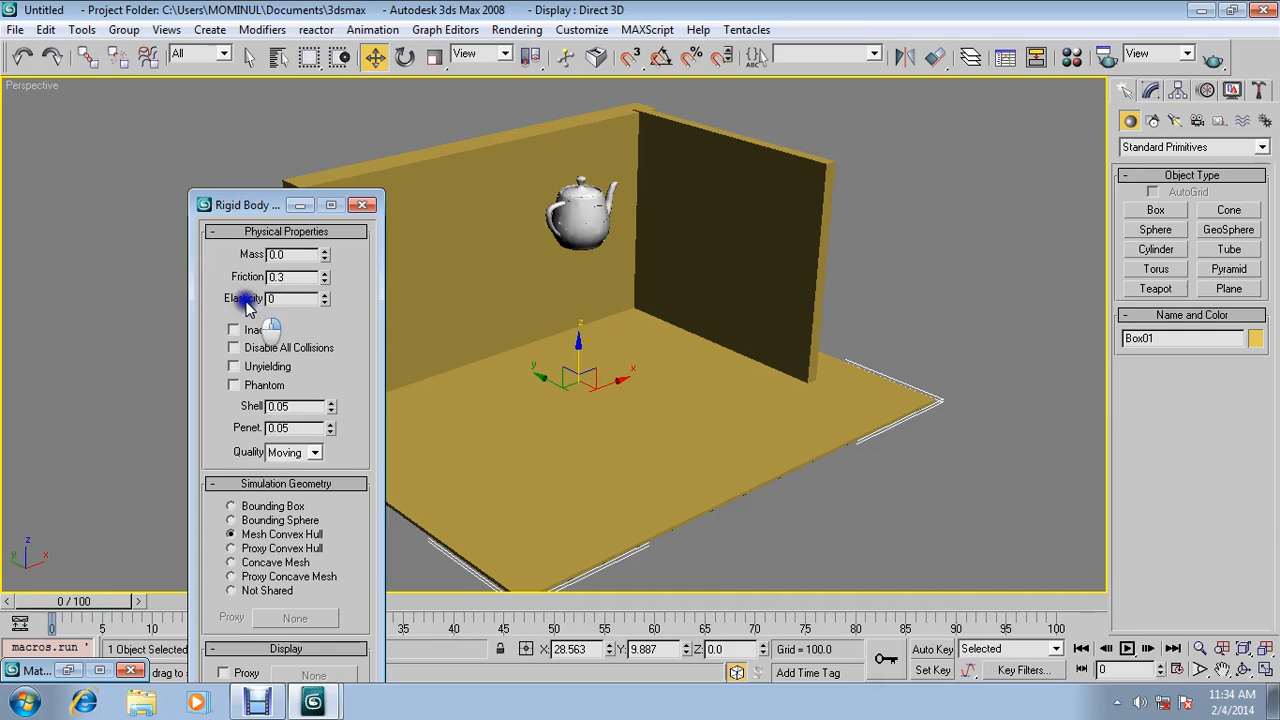 Untitled - Project Folder: C:\Users\MOMINUL\Documents\3dsmax - Autodesk 3ds Max 2008 - Display : Direct 3D
File Edit Tools Group Views Create Modifiers reactor Animation Graph Editors Rendering Customize MAXScript Help Tentacles
All View View
Perspective
Rigid Body ...
- Physical Properties
Mass 0.0
Friction 0.3
Elasticity 0
Disable All Collisions
Unyielding
Phantom
Shell 0.05
Penet. 0.05
Quality Moving
- Simulation Geometry
Bounding Box
Bounding Sphere
Mesh Convex Hull
Proxy Convex Hull
Concave Mesh
Proxy Concave Mesh
Not Shared
Proxy None
- Display
Proxy None
z
y x
z
y x
Standard Primitives
- Object Type
AutoGrid
Box Cone
Sphere GeoSphere
Cylinder Tube
Torus Pyramid
Teapot Plane
- Name and Color
Box01
< 0 / 100 >
0 5 10 35 40 45 50 55 60 65 70 75 80 85 90 95 100
macros.run ' 1 Object Selected X: 28.563 Y: 9.887 Z: 0.0 Grid = 100.0 Auto Key Selected
Mat... drag to Add Time Tag Set Key Key Filters... 0
11:34 AM
2/4/2014